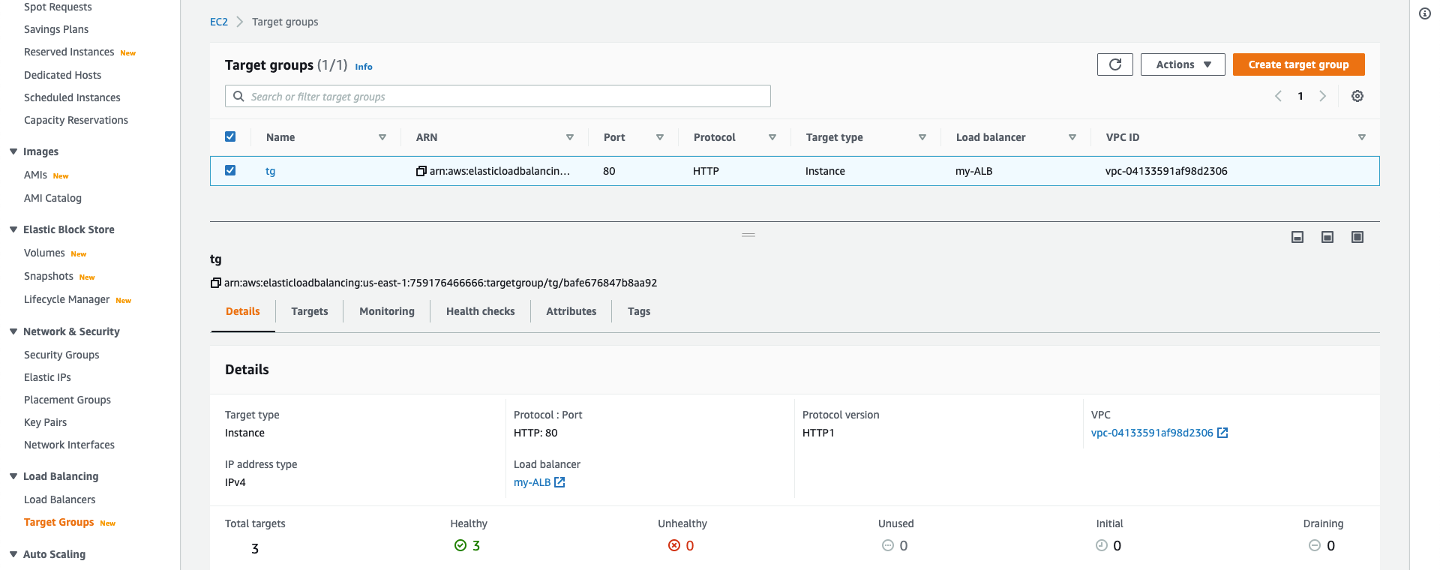 Spot Requests
Savings Plans
Reserved Instances New
Dedicated Hosts
Scheduled Instances
Capacity Reservations
Images
AMIs New
AMI Catalog
Elastic Block Store
Volumes New
Snapshots New
Lifecycle Manager New
Network & Security
Security Groups
Elastic IPs
Placement Groups
Key Pairs
Network Interfaces
Load Balancing
Load Balancers
Target Groups New
Auto Scaling
EC2 > Target groups
Target groups (1/1) Info
Actions
Create target group
Search or filter target groups
1
Name ARN Port Protocol Target type Load balancer VPC ID
tg arn:aws:elasticloadbalancin... 80 HTTP Instance my-ALB vpc-04133591af98d2306
tg
arn:aws:elasticloadbalancing:us-east-1:759176466666:targetgroup/tg/bafe676847b8aa92
Details Targets Monitoring Health checks Attributes Tags
Details
Target type Protocol : Port Protocol version VPC
Instance HTTP: 80 HTTP1 vpc-04133591af98d2306
IP address type Load balancer
IPv4 my-ALB
Total targets Healthy Unhealthy Unused Initial Draining
3 3 0 0 0 0